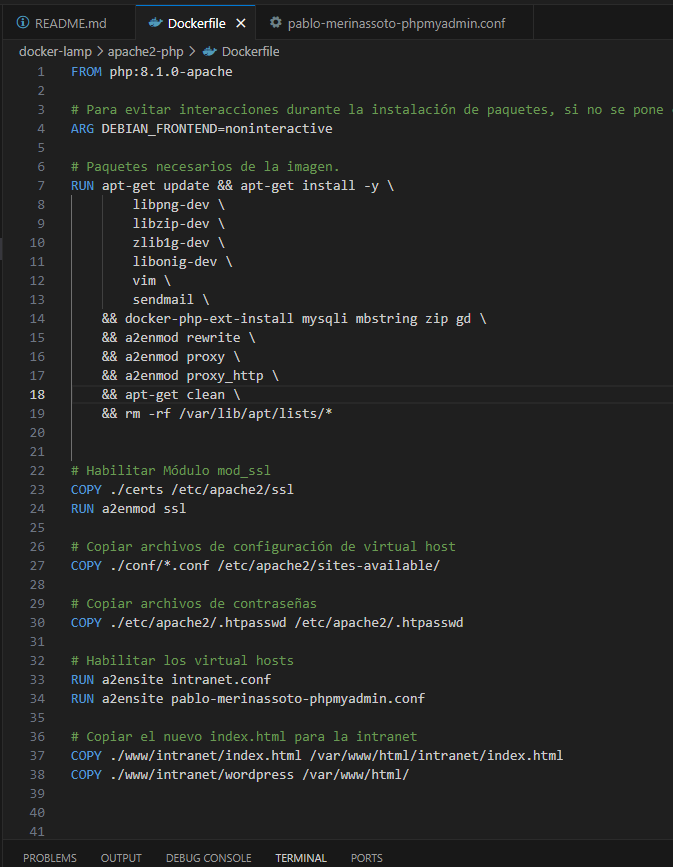 README.md Dockerfile pablo-merinassoto-phpmyadmin.conf
docker-lamp > apache2-php > Dockerfile
1 FROM php:8.1.0-apache
2
3 # Para evitar interacciones durante la instalación de paquetes, si no se pone
4 ARG DEBIAN_FRONTEND=noninteractive
5
6 # Paquetes necesarios de la imagen.
7 RUN apt-get update && apt-get install -y \
8 libpng-dev \
9 libzip-dev \
10 zlib1g-dev \
11 libonig-dev \
12 vim \
13 sendmail \
14 && docker-php-ext-install mysqli mbstring zip gd \
15 && a2enmod rewrite \
16 && a2enmod proxy \
17 && a2enmod proxy_http \
18 && apt-get clean \
19 && rm -rf /var/lib/apt/lists/*
20
21
22 # Habilitar Módulo mod_ssl
23 COPY ./certs /etc/apache2/ssl
24 RUN a2enmod ssl
25
26 # Copiar archivos de configuración de virtual host
27 COPY ./conf/*.conf /etc/apache2/sites-available/
28
29 # Copiar archivos de contraseñas
30 COPY ./etc/apache2/.htpasswd /etc/apache2/.htpasswd
31
32 # Habilitar los virtual hosts
33 RUN a2ensite intranet.conf
34 RUN a2ensite pablo-merinassoto-phpmyadmin.conf
35
36 # Copiar el nuevo index.html para la intranet
37 COPY ./www/intranet/index.html /var/www/html/intranet/index.html
38 COPY ./www/intranet/wordpress /var/www/html/
39
40
41
PROBLEMS OUTPUT DEBUG CONSOLE TERMINAL PORTS